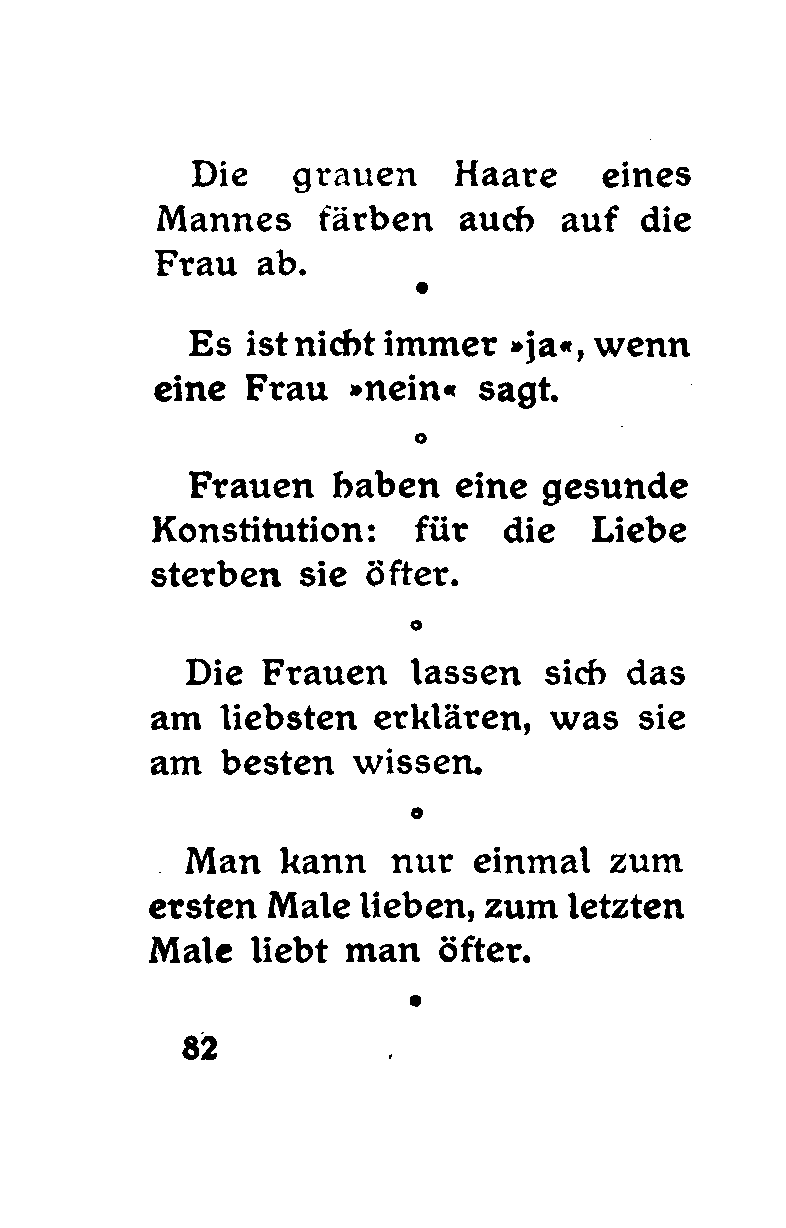 Die grauen Haare eines
Mannes färben auch auf die
Frau ab.
Es ist nicht immer »ja«, wenn
eine Frau »nein« sagt.
Frauen haben eine gesunde
Konstitution: für die Liebe
sterben sie öfter.
Die Frauen lassen sich das
am liebsten erklären, was sie
am besten wissen.
Man kann nur einmal zum
ersten Male lieben, zum letzten
Male liebt man öfter.
82